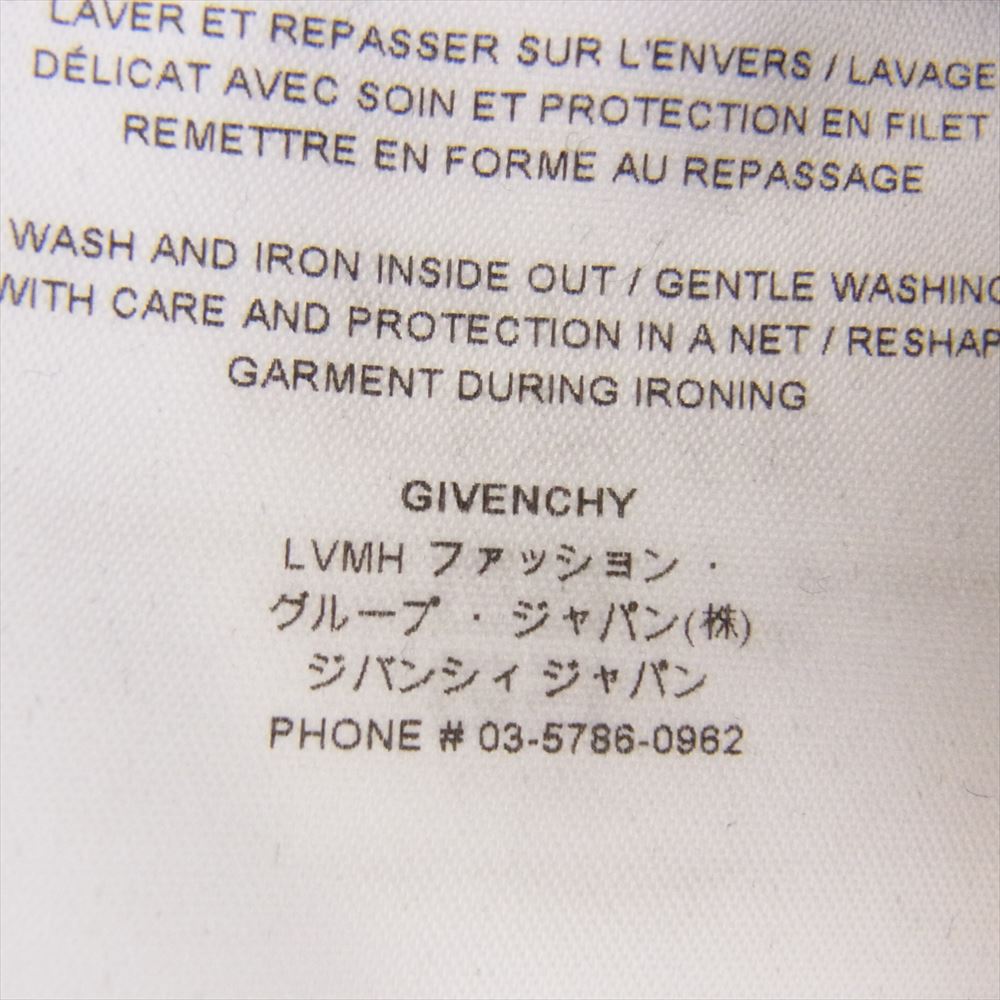 LAVER ET REPASSER SUR L'ENVERS / LAVAGE
DÉLICAT AVEC SOIN ET PROTECTION EN FILET
REMETTRE EN FORME AU REPASSAGE
WASH AND IRON INSIDE OUT / GENTLE WASHING
WITH CARE AND PROTECTION IN A NET / RESHAP
GARMENT DURING IRONING
GIVENCHY
LVMH ファッション ·
グループ · ジャパン(株)
ジバンシィ ジャパン
PHONE # 03-5786-0962